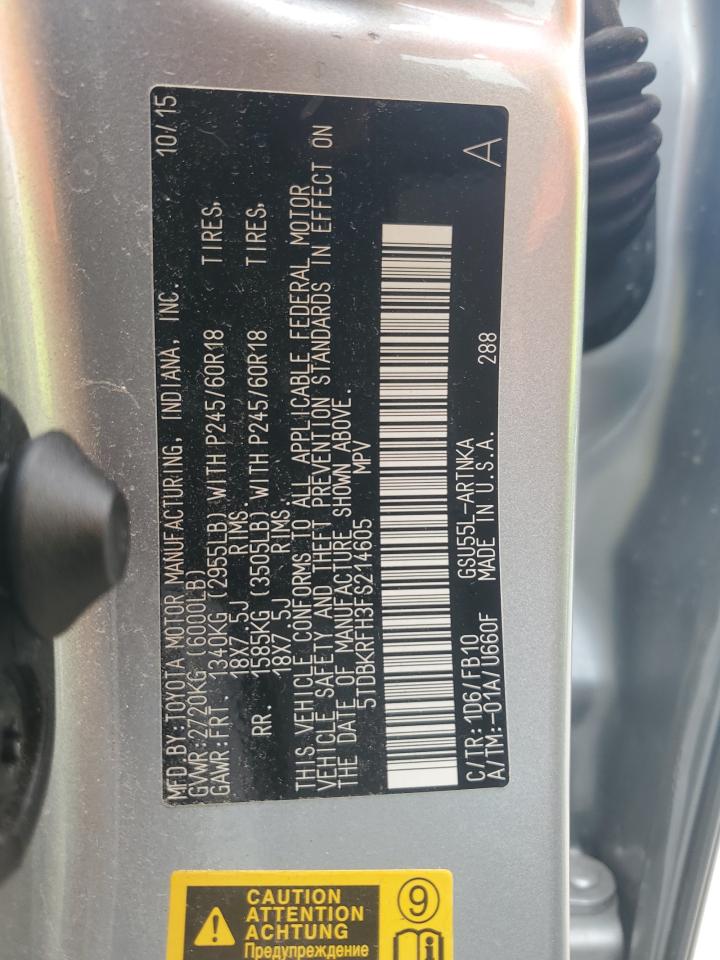 MFD.BY:TOYOTA MOTOR MANUFACTURING, INDIANA, INC. 10/15
GVWR:2720KG (6000LB)
GAWR:FRT. 1340KG (2955LB) WITH P245/60R18 TIRES,
18X7.5J RIMS.
RR. 1585KG (3505LB) WITH P245/60R18 TIRES,
18X7.5J RIMS.
THIS VEHICLE CONFORMS TO ALL APPLICABLE FEDERAL MOTOR
VEHICLE SAFETY AND THEFT PREVENTION STANDARDS IN EFFECT ON
THE DATE OF MANUFACTURE SHOWN ABOVE.
5TDBKRFH3FS214605 MPV
A
C/TR:1D6/FB10 GSU55L-ARTNKA
A/TM:-01A/U660F MADE IN U.S.A. 288
CAUTION
ATTENTION
ACHTUNG
Предупреждение
9